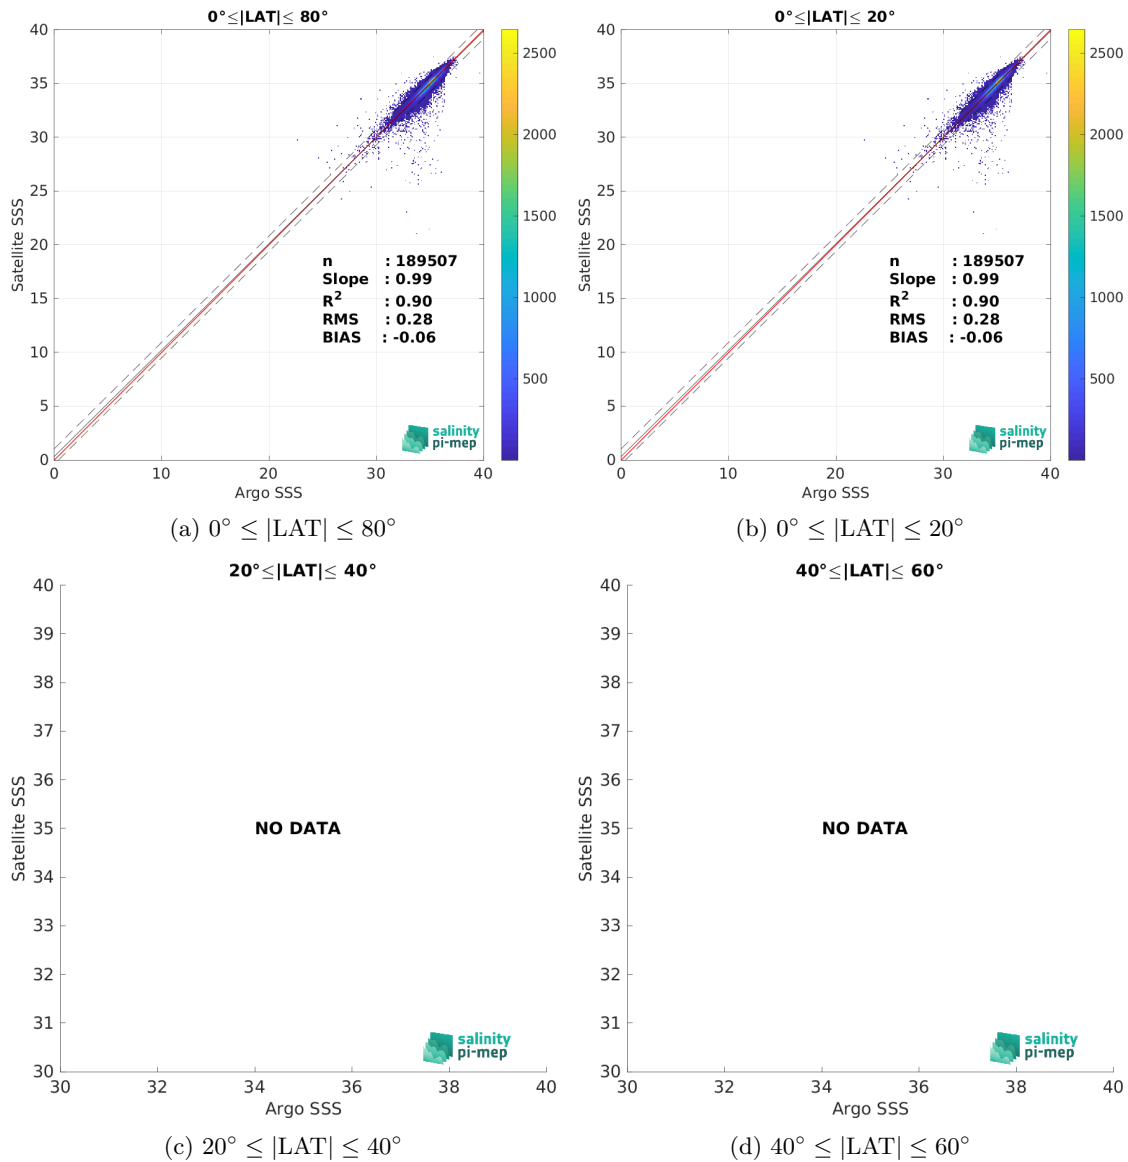 0°≤|LAT|≤ 80°
40
35
30
25
20
15
10
5
0
Satellite SSS
n : 189507
Slope : 0.99
R² : 0.90
RMS : 0.28
BIAS : -0.06
salinity
pi-mep
0 10 20 30 40
Argo SSS
2500
2000
1500
1000
500
(a) 0° ≤ |LAT| ≤ 80°
0°≤|LAT|≤ 20°
40
35
30
25
20
15
10
5
0
Satellite SSS
n : 189507
Slope : 0.99
R² : 0.90
RMS : 0.28
BIAS : -0.06
salinity
pi-mep
0 10 20 30 40
Argo SSS
2500
2000
1500
1000
500
(b) 0° ≤ |LAT| ≤ 20°
20°≤|LAT|≤ 40°
40
39
38
37
36
35
34
33
32
31
30
Satellite SSS
NO DATA
salinity
pi-mep
30 32 34 36 38 40
Argo SSS
(c) 20° ≤ |LAT| ≤ 40°
40°≤|LAT|≤ 60°
40
39
38
37
36
35
34
33
32
31
30
Satellite SSS
NO DATA
salinity
pi-mep
30 32 34 36 38 40
Argo SSS
(d) 40° ≤ |LAT| ≤ 60°